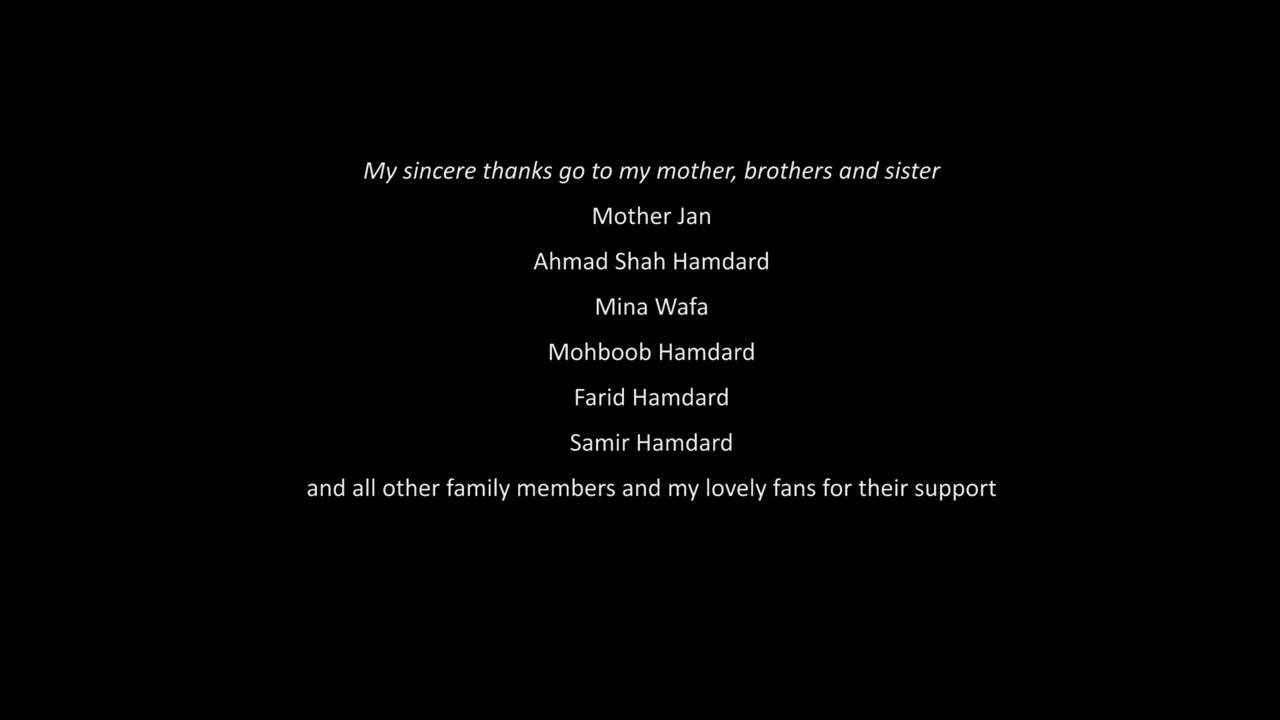 My sincere thanks go to my mother, brothers and sister
Mother Jan
Ahmad Shah Hamdard
Mina Wafa
Mohboob Hamdard
Farid Hamdard
Samir Hamdard
and all other family members and my lovely fans for their support